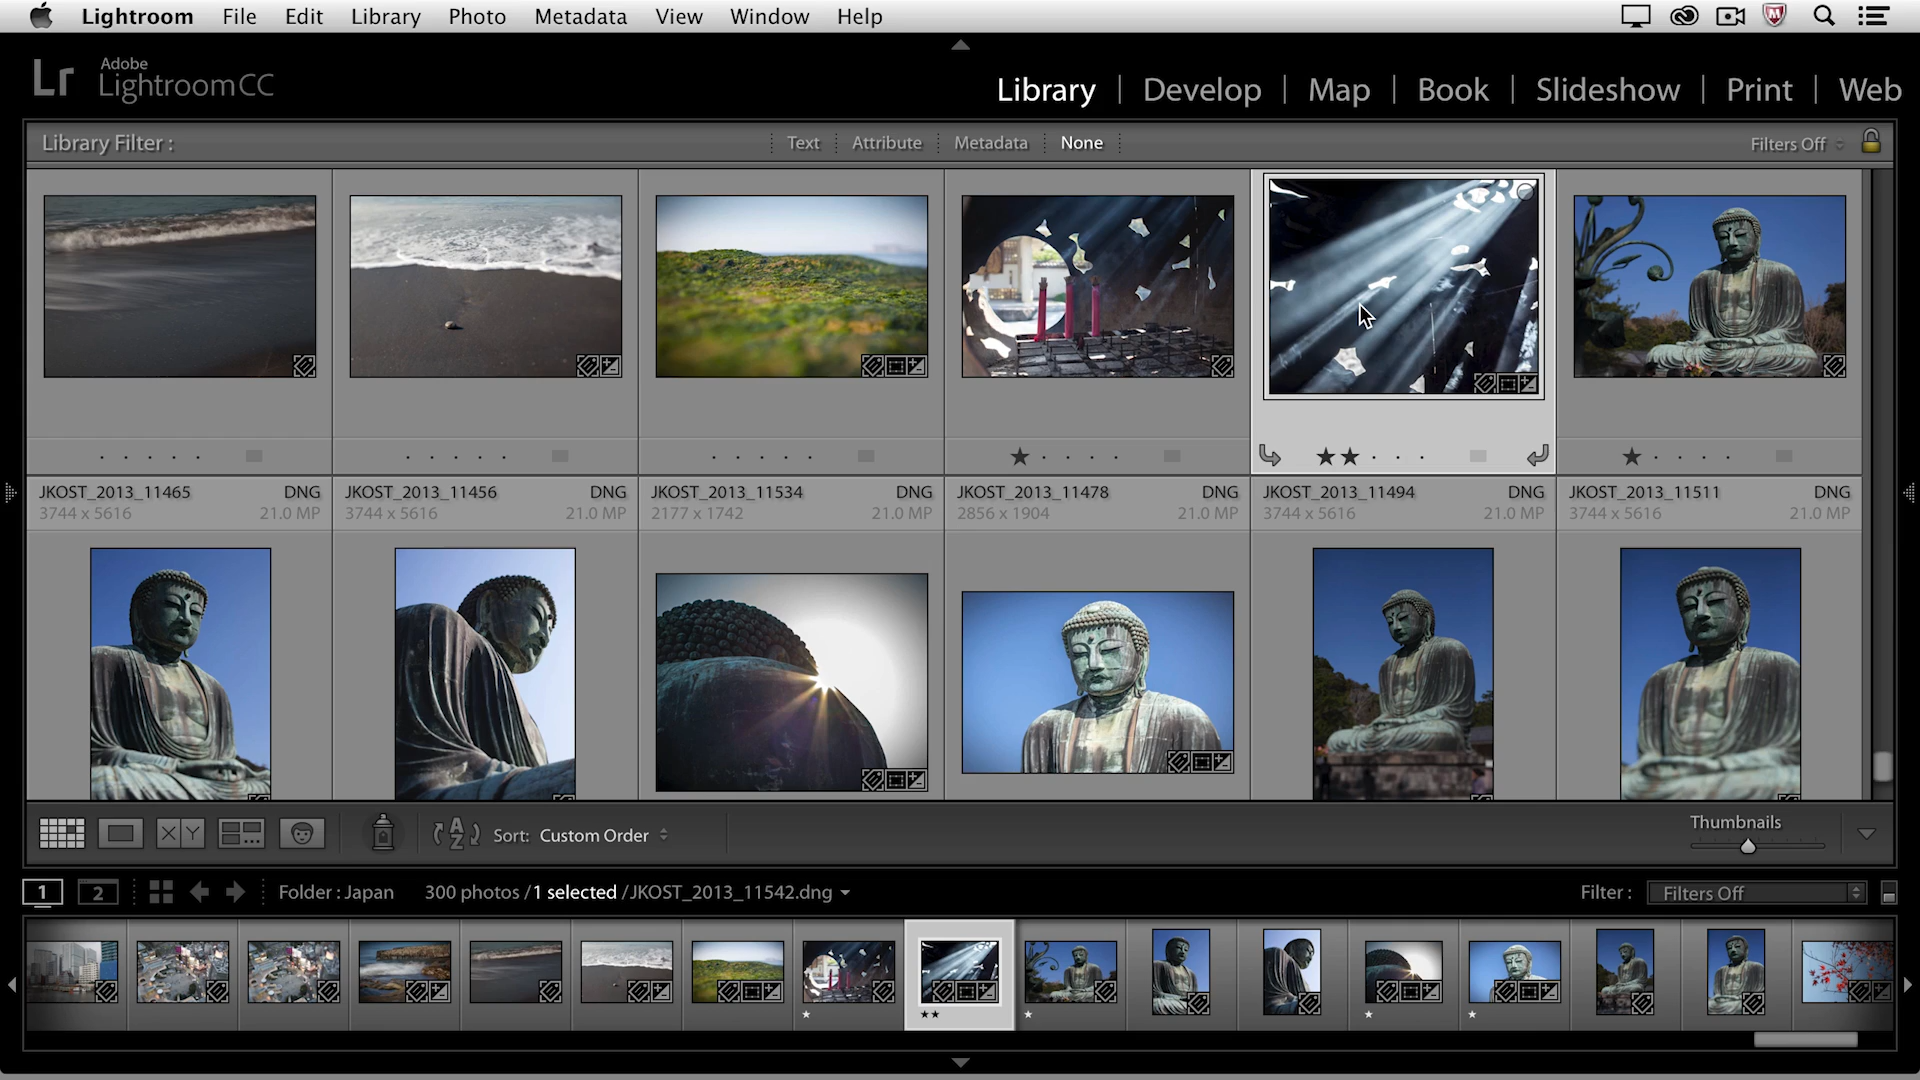 Lightroom File Edit Library Photo Metadata View Window Help
Lr Adobe
Lightroom CC
Library | Develop | Map | Book | Slideshow | Print | Web
Library Filter : Text Attribute Metadata None Filters Off
JKOST_2013_11465 DNG JKOST_2013_11456 DNG JKOST_2013_11534 DNG JKOST_2013_11478 DNG JKOST_2013_11494 DNG JKOST_2013_11511 DNG
3744 x 5616 21.0 MP 3744 x 5616 21.0 MP 2177 x 1742 21.0 MP 2856 x 1904 21.0 MP 3744 x 5616 21.0 MP 3744 x 5616 21.0 MP
XY Sort: Custom Order Thumbnails
1 2 Folder : Japan 300 photos / 1 selected / JKOST_2013_11542.dng Filter : Filters Off